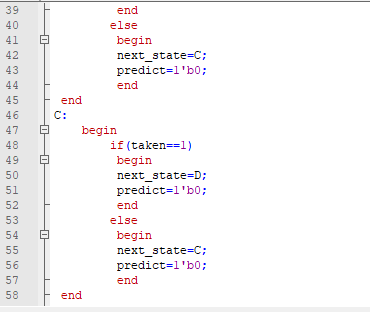 39 end
40 else
41 begin
42 next_state=C;
43 predict=1'b0;
44 end
45 end
46 C:
47 begin
48 if(taken==1)
49 begin
50 next_state=D;
51 predict=1'b0;
52 end
53 else
54 begin
55 next_state=C;
56 predict=1'b0;
57 end
58 end